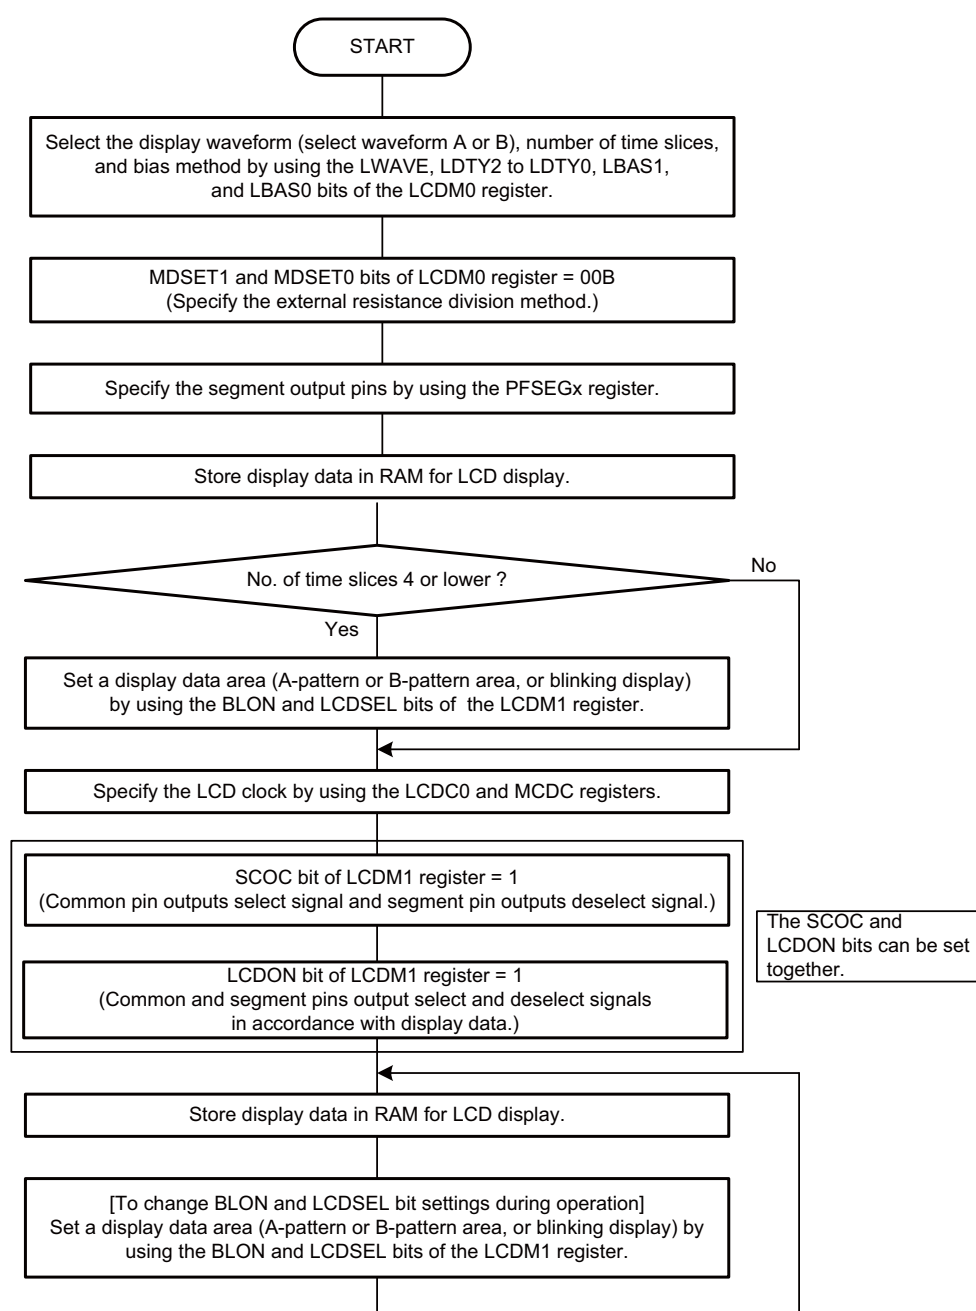 START
Select the display waveform (select waveform A or B), number of time slices,
and bias method by using the LWAVE, LDTY2 to LDTY0, LBAS1,
and LBAS0 bits of the LCDM0 register.
MDSET1 and MDSET0 bits of LCDM0 register = 00B
(Specify the external resistance division method.)
Specify the segment output pins by using the PFSEGx register.
Store display data in RAM for LCD display.
No. of time slices 4 or lower ?
No
Yes
Set a display data area (A-pattern or B-pattern area, or blinking display)
by using the BLON and LCDSEL bits of the LCDM1 register.
Specify the LCD clock by using the LCDC0 and MCDC registers.
SCOC bit of LCDM1 register = 1
(Common pin outputs select signal and segment pin outputs deselect signal.)
The SCOC and
LCDON bits can be set
together.
LCDON bit of LCDM1 register = 1
(Common and segment pins output select and deselect signals
in accordance with display data.)
Store display data in RAM for LCD display.
[To change BLON and LCDSEL bit settings during operation]
Set a display data area (A-pattern or B-pattern area, or blinking display) by
using the BLON and LCDSEL bits of the LCDM1 register.